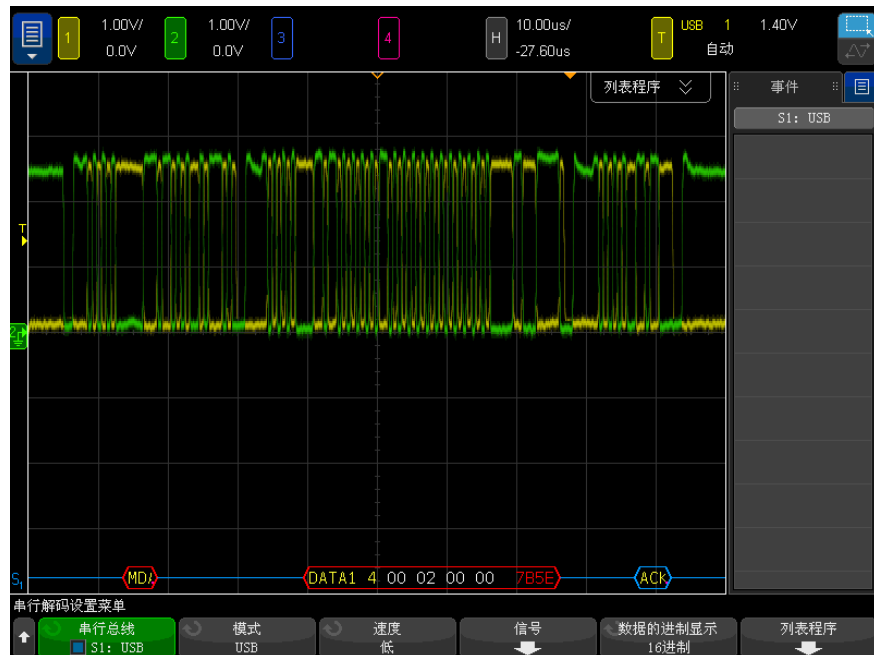 1 1.00V/ 2 1.00V/ 3 4 H 10.00us/ T USB 1 1.40V
0.0V 0.0V -27.60us 自动
列表程序
事件
S1: USB
T
2
S1 MD DATA1 4 00 02 00 00 7B5E ACK
串行解码设置菜单
串行总线 模式 速度 信号 数据的进制显示 列表程序
S1: USB USB 低 16进制